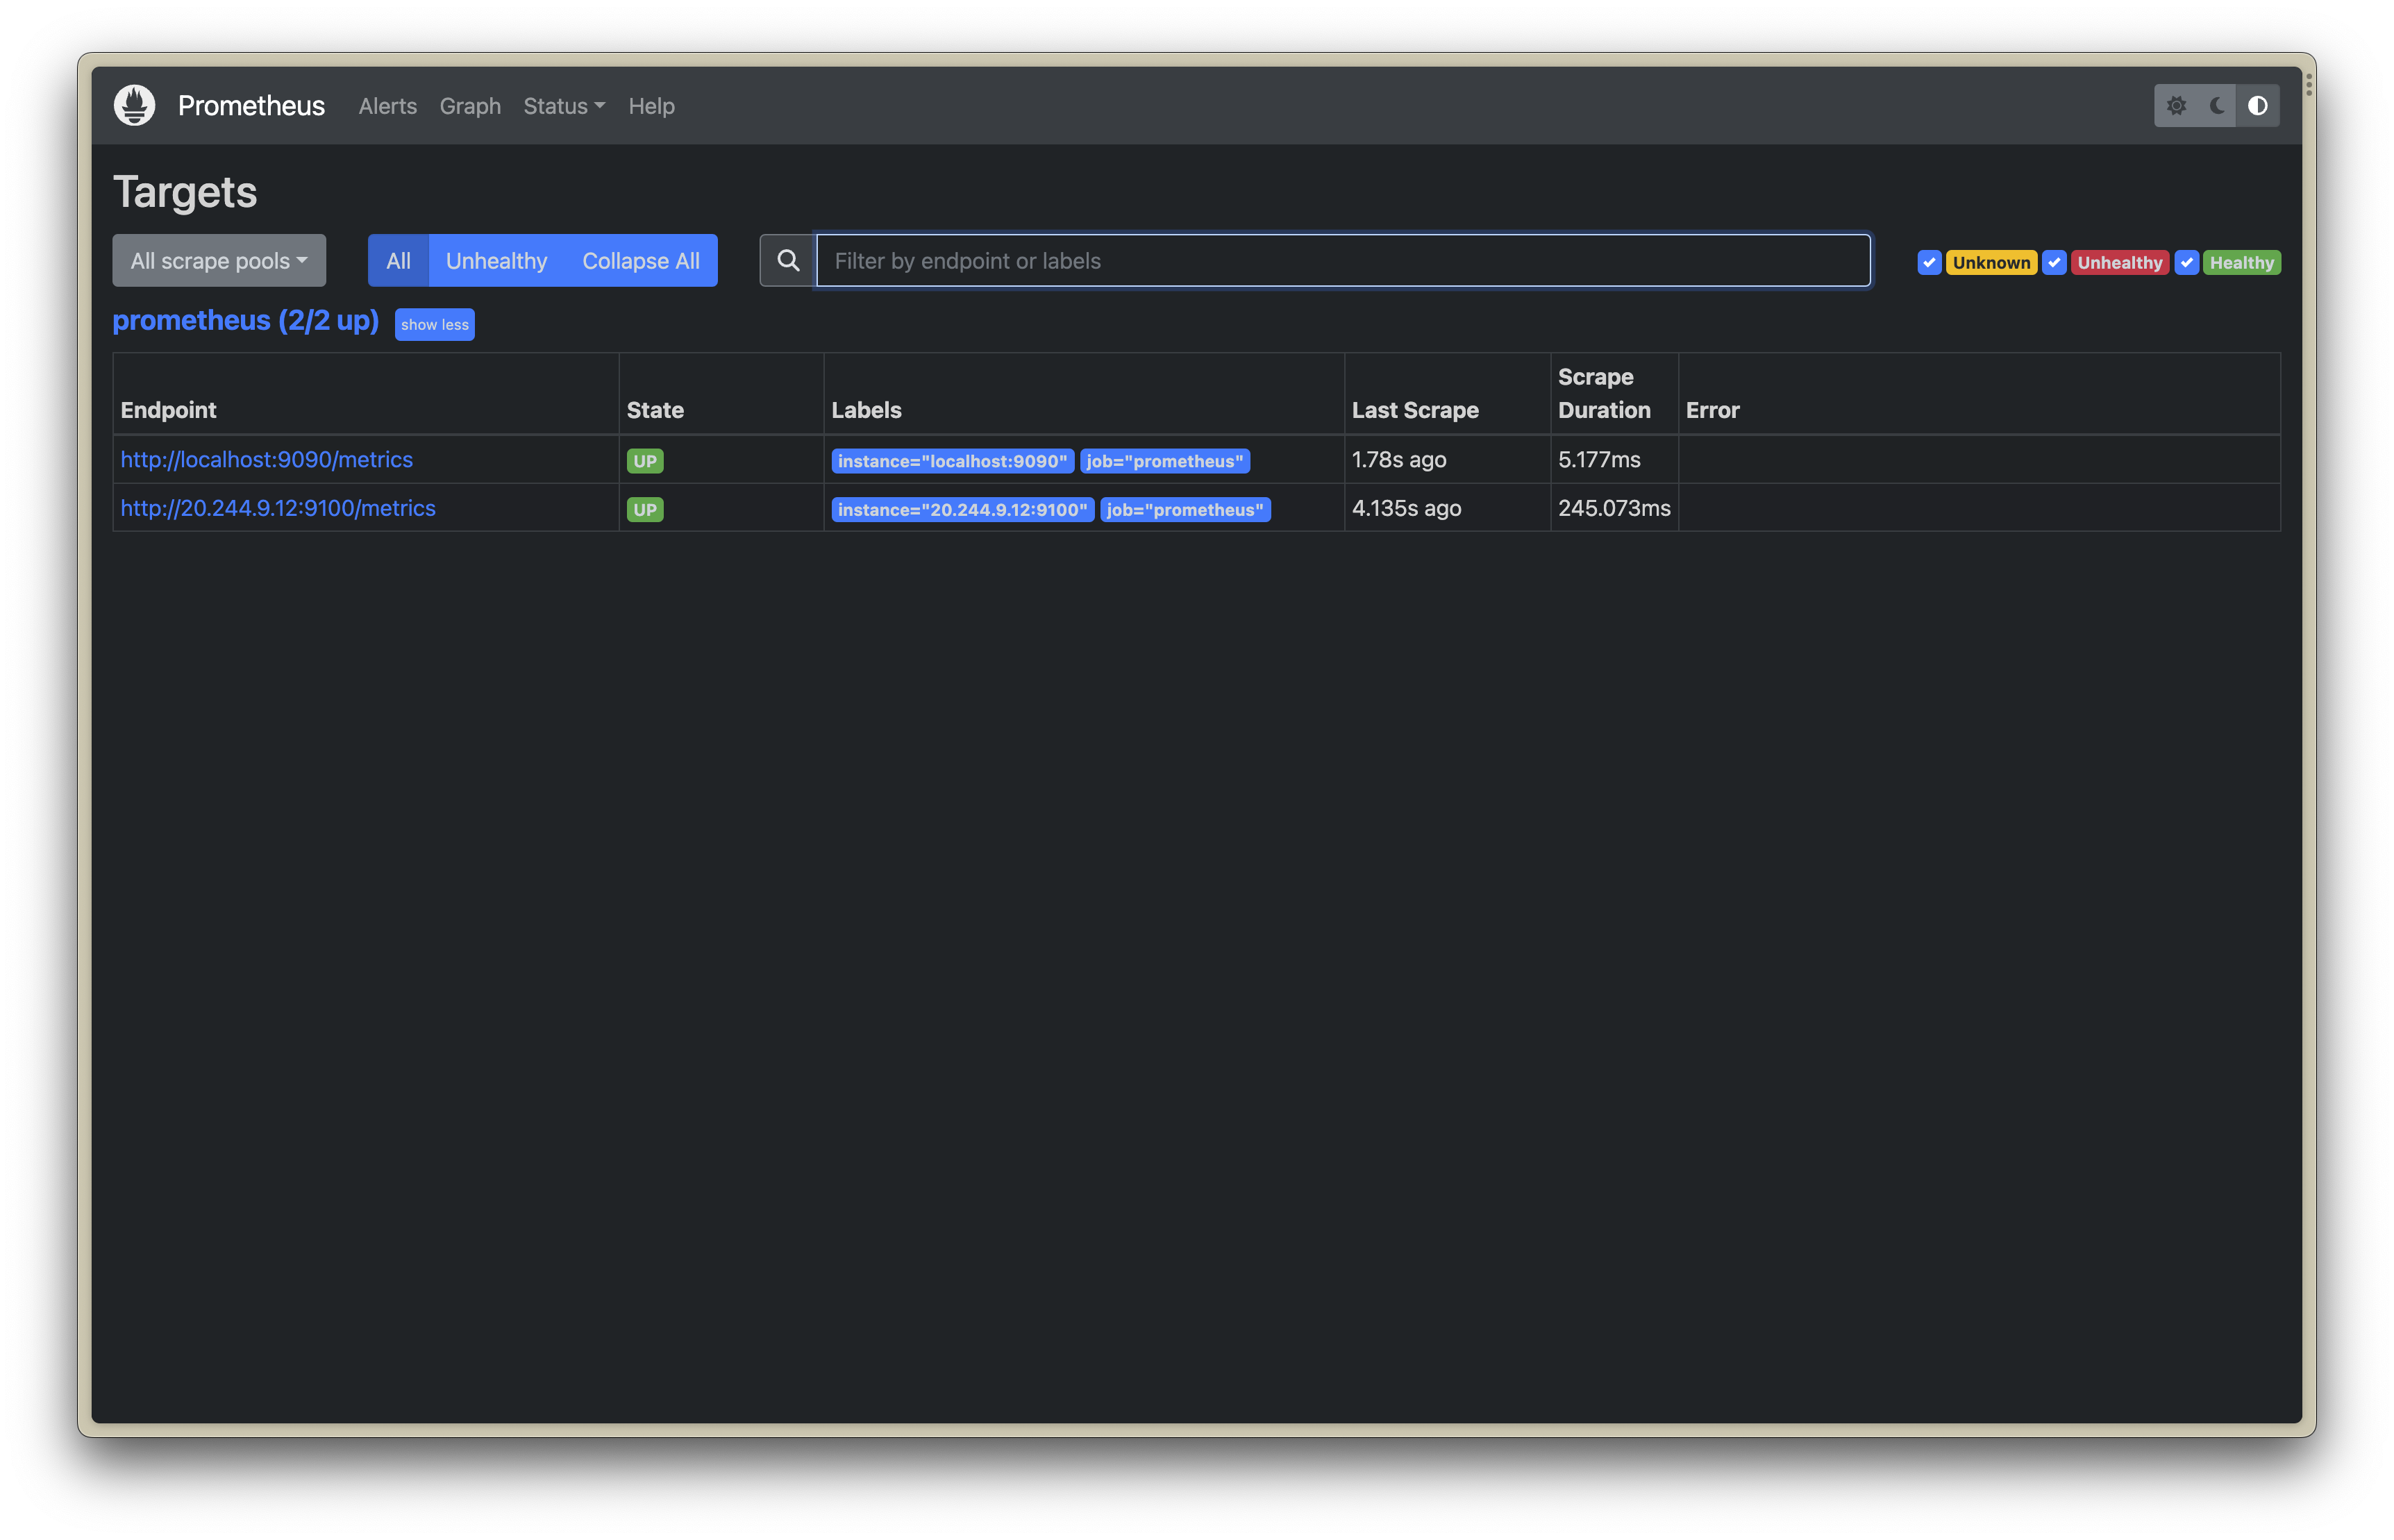 Prometheus Alerts Graph Status Help
Targets
All scrape pools All Unhealthy Collapse All Filter by endpoint or labels Unknown Unhealthy Healthy
prometheus (2/2 up) show less
Endpoint State Labels Last Scrape Scrape Duration Error
http://localhost:9090/metrics UP instance="localhost:9090" job="prometheus" 1.78s ago 5.177ms
http://20.244.9.12:9100/metrics UP instance="20.244.9.12:9100" job="prometheus" 4.135s ago 245.073ms